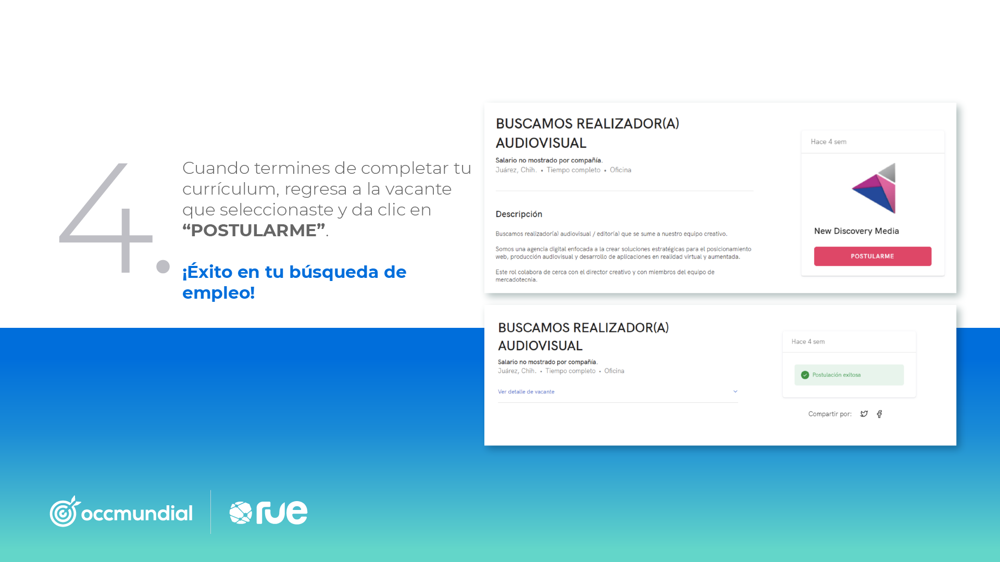 4.
Cuando termines de completar tu
currículum, regresa a la vacante
que seleccionaste y da clic en
“POSTULARME”.
¡Éxito en tu búsqueda de
empleo!
BUSCAMOS REALIZADOR(A)
AUDIOVISUAL
Salario no mostrado por compañía.
Juárez, Chih. • Tiempo completo • Oficina
Descripción
Buscamos realizador(a) audiovisual / editor(a) que se sume a nuestro equipo creativo.
Somos una agencia digital enfocada a la crear soluciones estratégicas para el posicionamiento
web, producción audiovisual y desarrollo de aplicaciones en realidad virtual y aumentada.
Este rol colabora de cerca con el director creativo y con miembros del equipo de
mercadotecnia.
Hace 4 sem
New Discovery Media
POSTULARME
BUSCAMOS REALIZADOR(A)
AUDIOVISUAL
Salario no mostrado por compañía.
Juárez, Chih. • Tiempo completo • Oficina
Ver detalle de vacante
Hace 4 sem
Postulación exitosa
Compartir por:
occmundial
rue